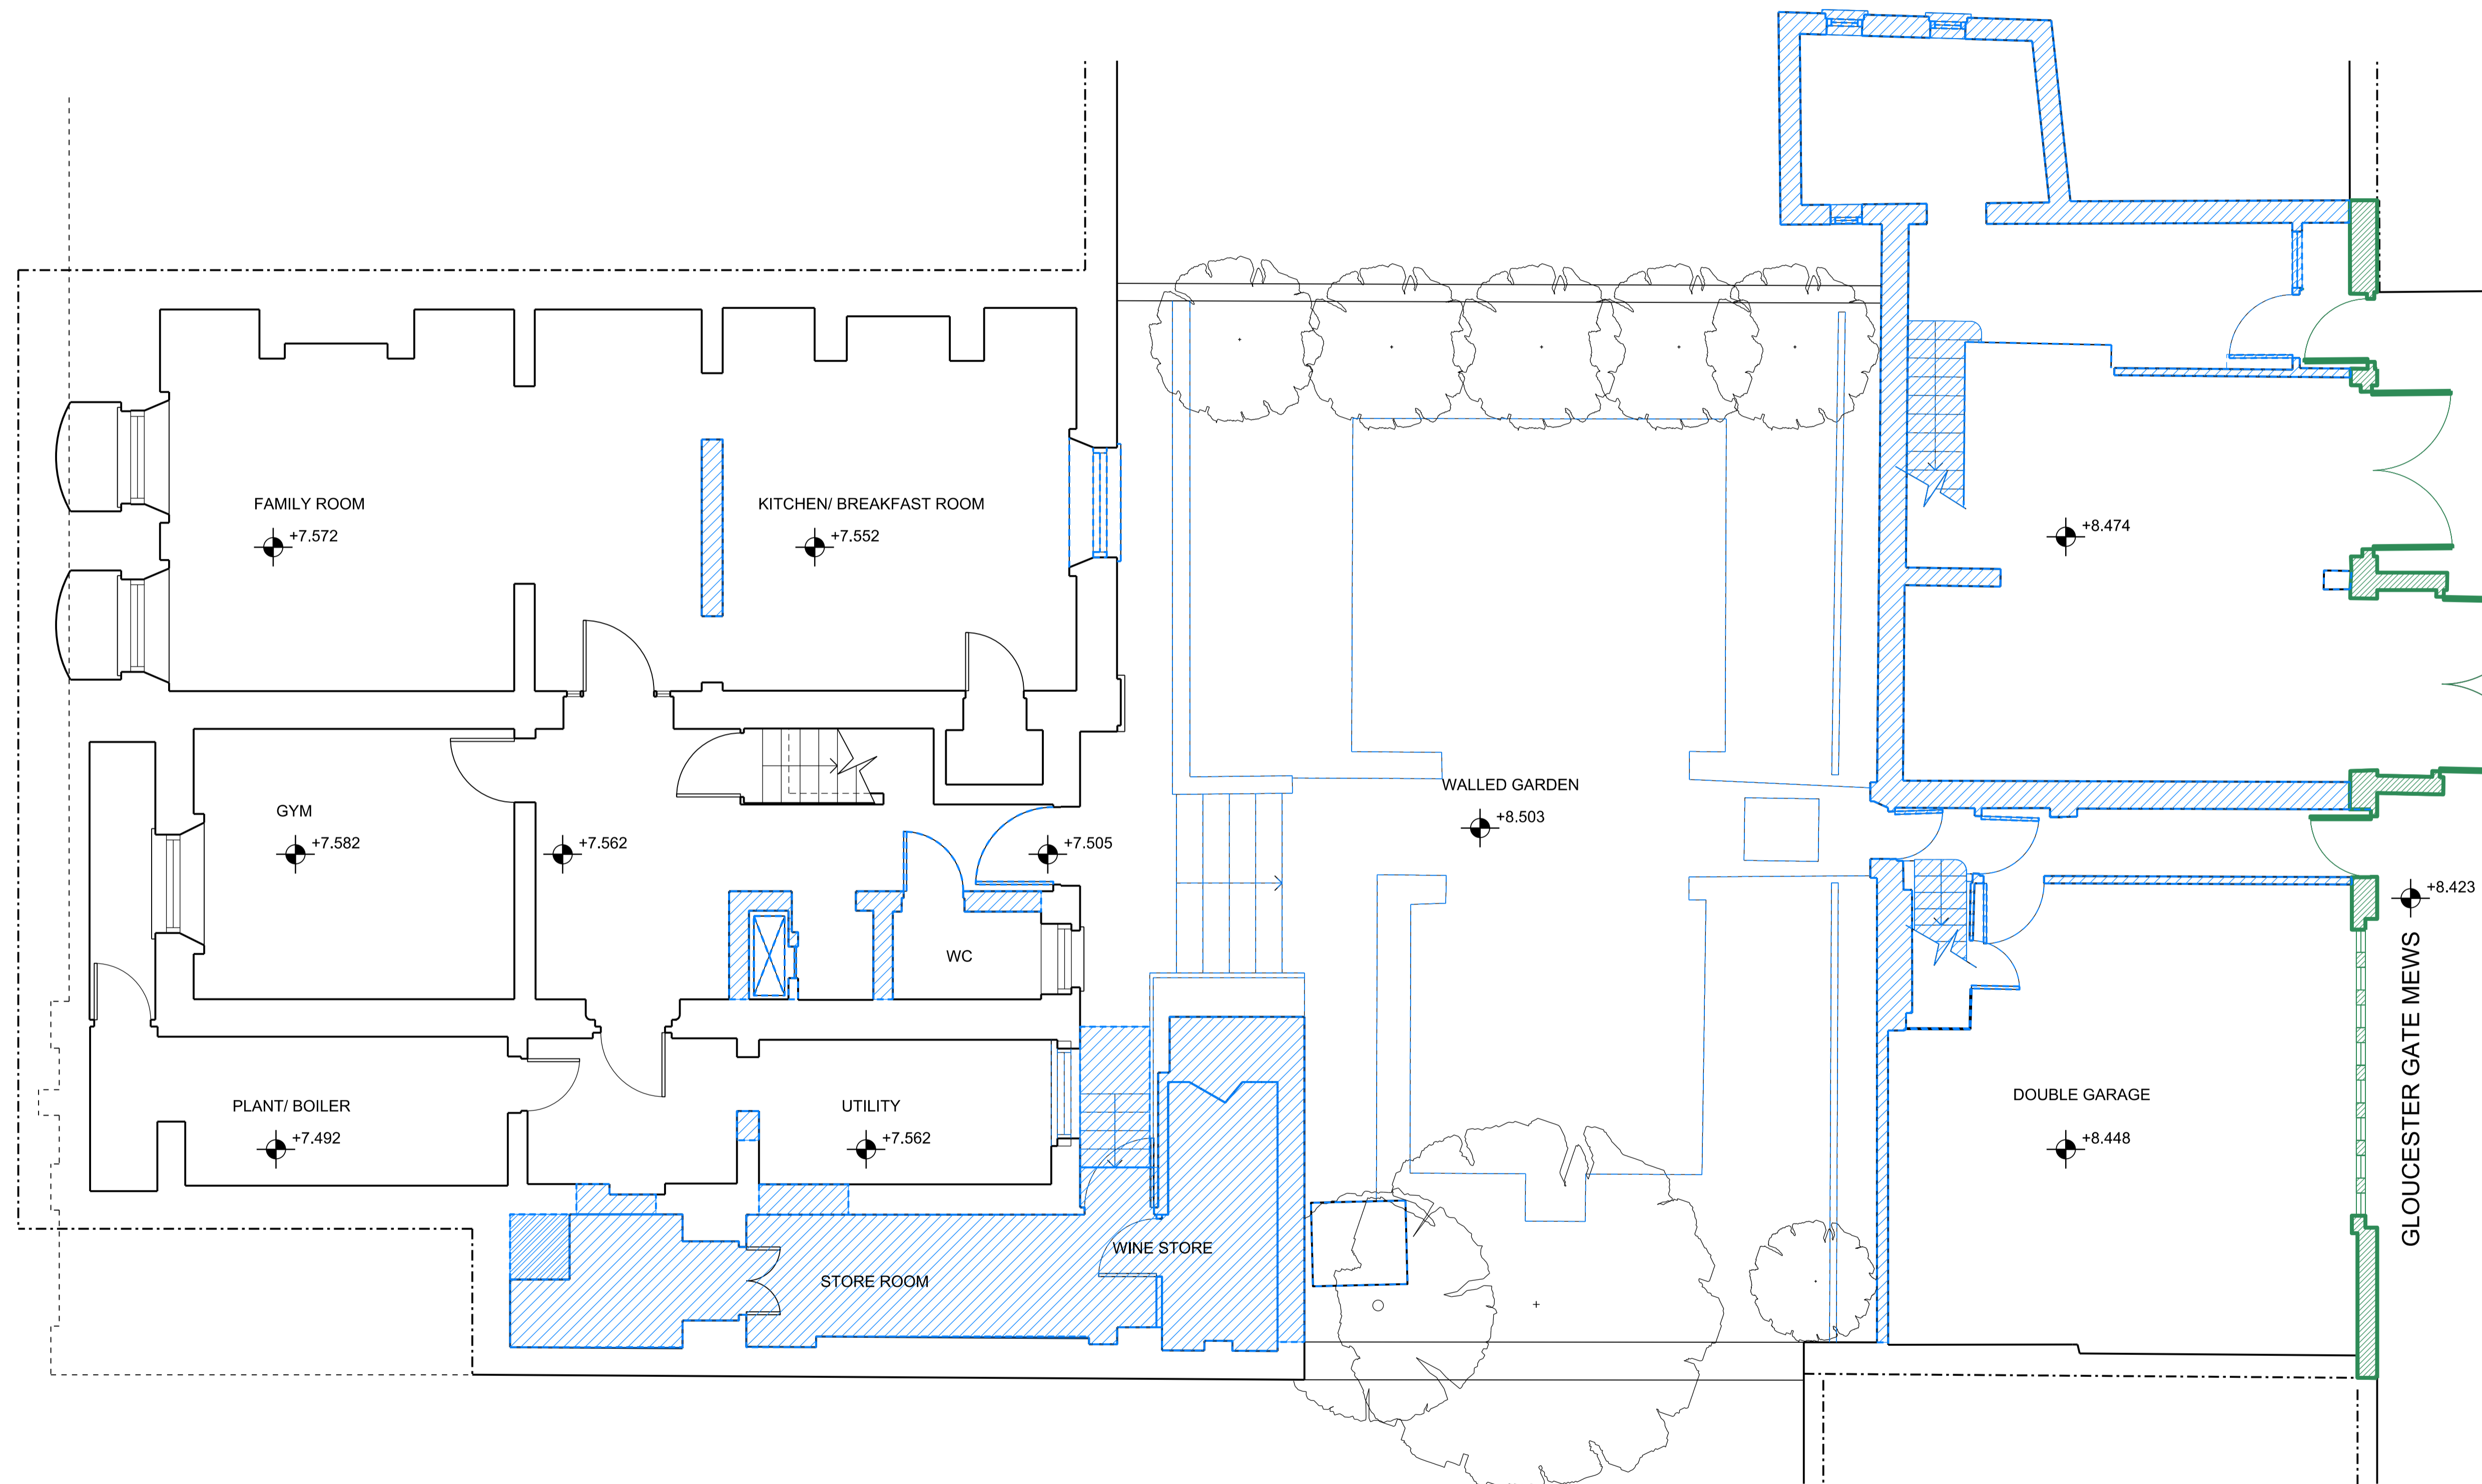 FAMILY ROOM
+7.572
KITCHEN/ BREAKFAST ROOM
+7.552
+8.474
WALLED GARDEN
+8.503
GYM
+7.582
+7.562
+7.505
WC
+8.423
GLOUCESTER GATE MEWS
PLANT/ BOILER
+7.492
UTILITY
+7.562
DOUBLE GARAGE
+8.448
WINE STORE
STORE ROOM